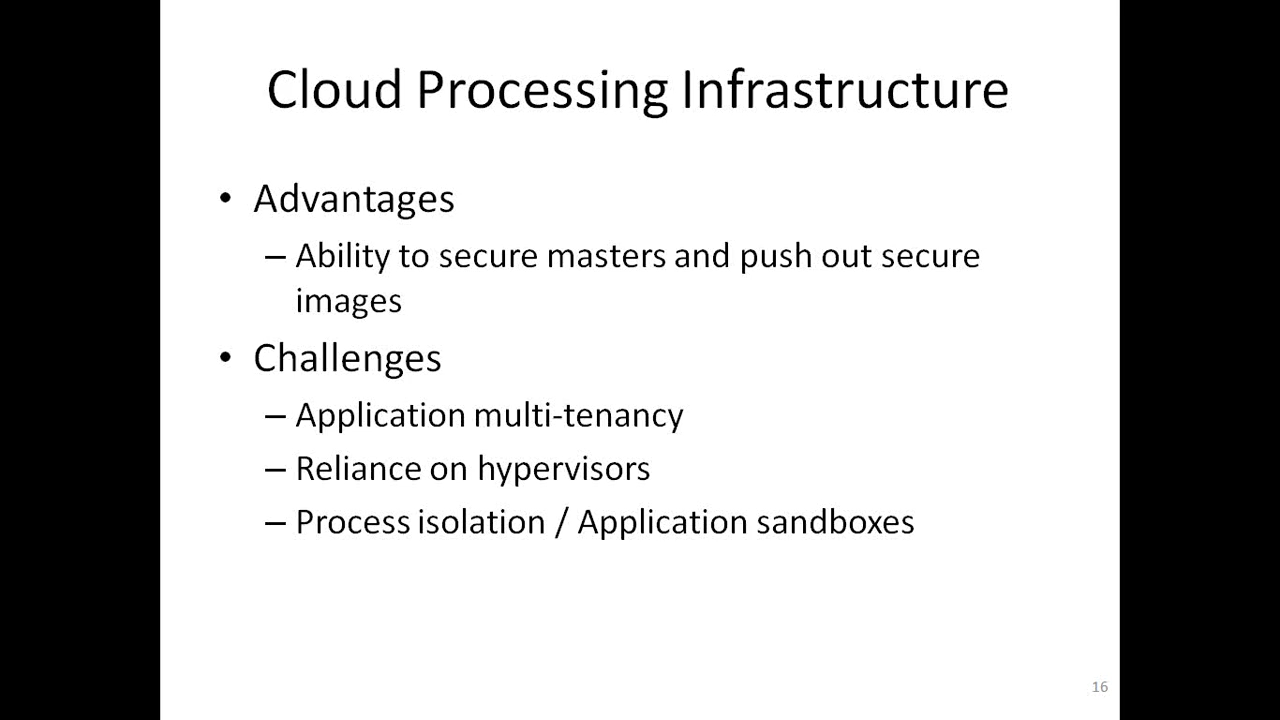 Cloud Processing Infrastructure
• Advantages
– Ability to secure masters and push out secure
images
• Challenges
– Application multi-tenancy
– Reliance on hypervisors
– Process isolation / Application sandboxes
16